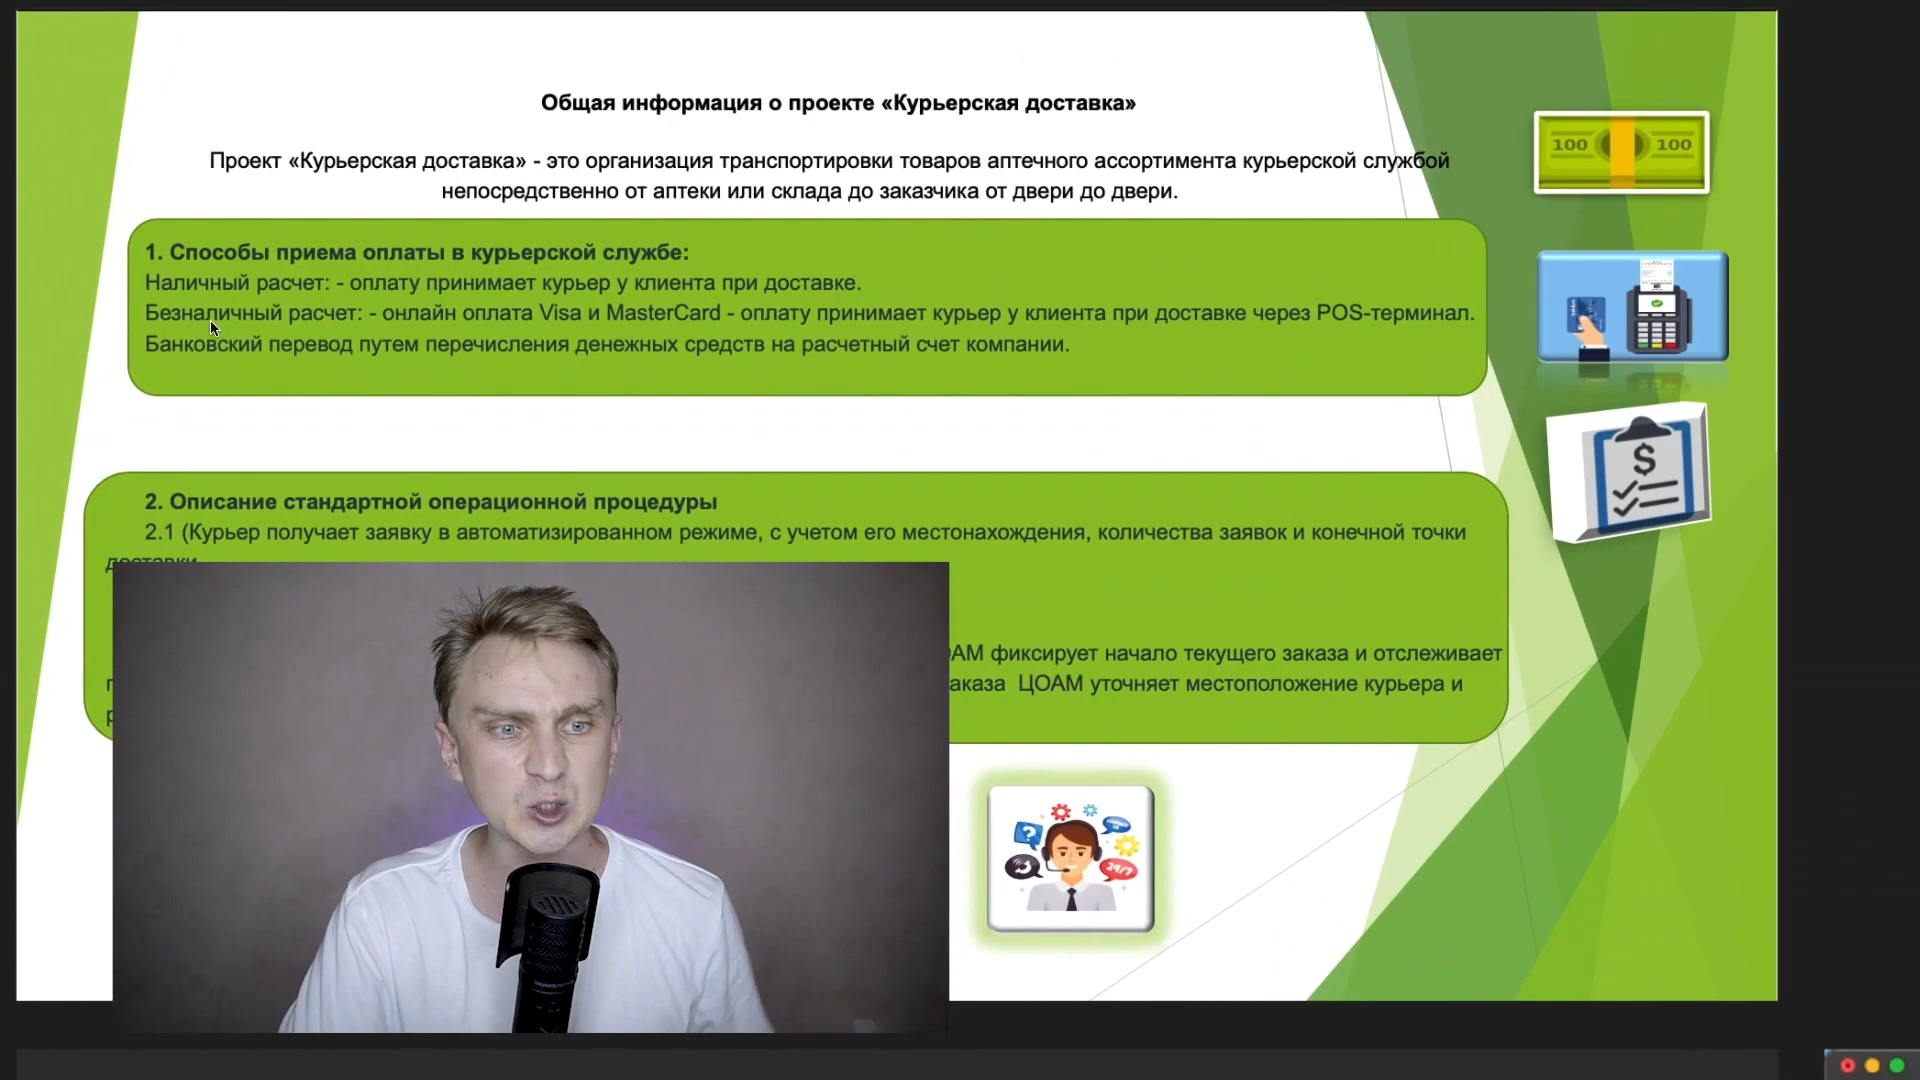 Общая информация о проекте «Курьерская доставка»
Проект «Курьерская доставка» - это организация транспортировки товаров аптечного ассортимента курьерской службой
непосредственно от аптеки или склада до заказчика от двери до двери.
1. Способы приема оплаты в курьерской службе:
Наличный расчет: - оплату принимает курьер у клиента при доставке.
Безналичный расчет: - онлайн оплата Visa и MasterCard - оплату принимает курьер у клиента при доставке через POS-терминал.
Банковский перевод путем перечисления денежных средств на расчетный счет компании.
2. Описание стандартной операционной процедуры
2.1 (Курьер получает заявку в автоматизированном режиме, с учетом его местонахождения, количества заявок и конечной точки
фиксирует начало текущего заказа и отслеживает
ЦОАМ уточняет местоположение курьера и
100 100
$
?
24/7